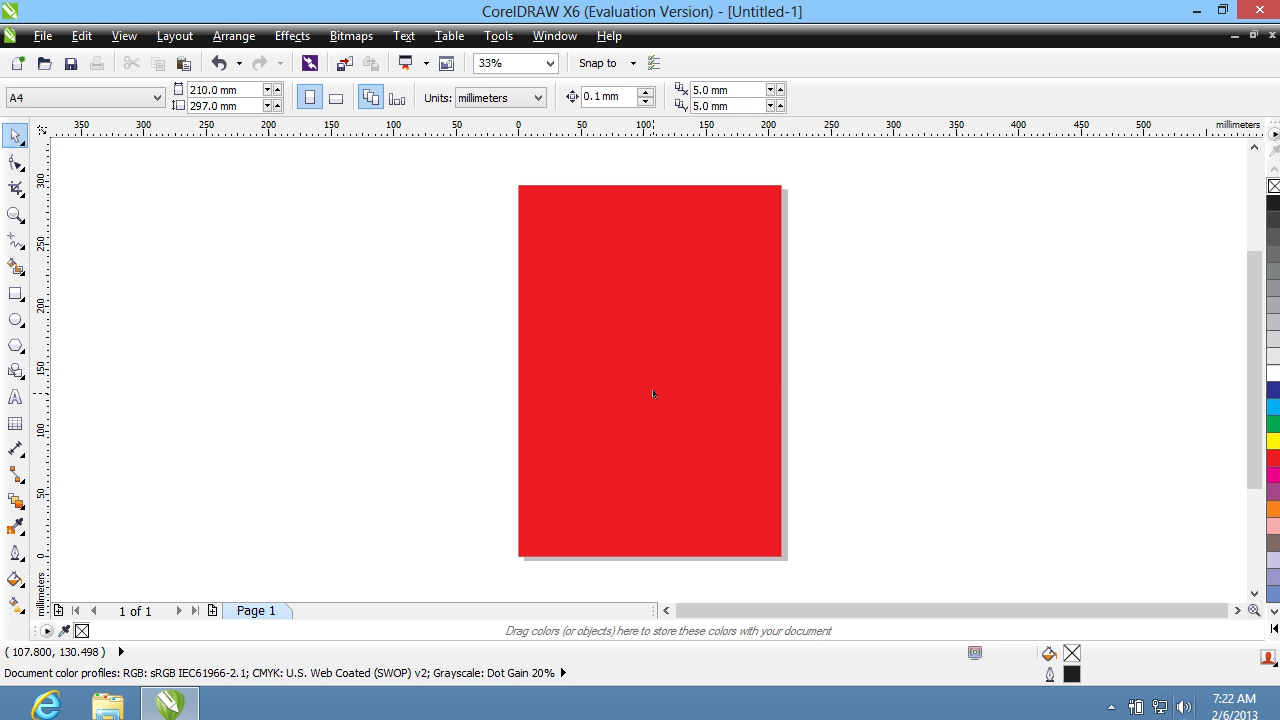 CorelDRAW X6 (Evaluation Version) - [Untitled-1]
File Edit View Layout Arrange Effects Bitmaps Text Table Tools Window Help
33% Snap to
A4 210.0 mm 297.0 mm Units: millimeters 0.1 mm 5.0 mm 5.0 mm
350 300 250 200 150 100 50 0 50 100 150 200 250 300 350 400 450 500 millimeters
300
250
200
150
100
50
0
millimeters
1 of 1 Page 1
Drag colors (or objects) here to store these colors with your document
( 107.800, 130.498 )
Document color profiles: RGB: sRGB IEC61966-2.1; CMYK: U.S. Web Coated (SWOP) v2; Grayscale: Dot Gain 20%
7:22 AM
2/6/2013